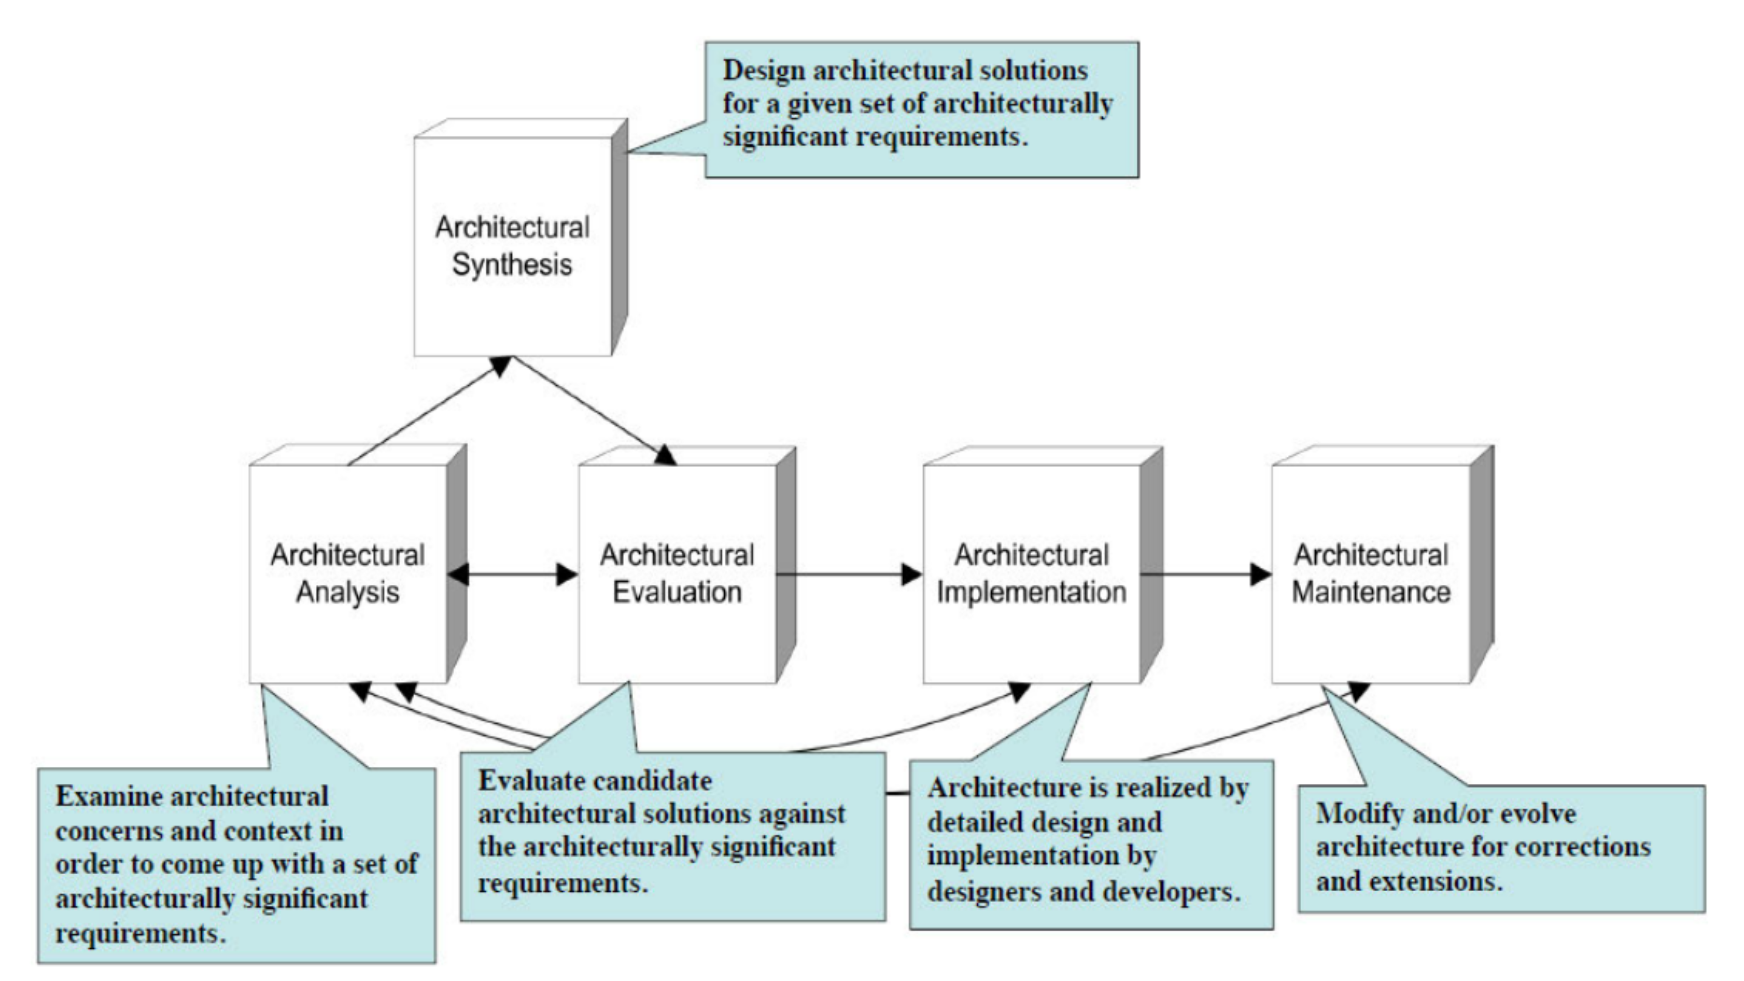 Design architectural solutions
for a given set of architecturally
significant requirements.
Architectural
Synthesis
Architectural
Analysis
Architectural
Evaluation
Architectural
Implementation
Architectural
Maintenance
Examine architectural
concerns and context in
order to come up with a set of
architecturally significant
requirements.
Evaluate candidate
architectural solutions against
the architecturally significant
requirements.
Architecture is realized by
detailed design and
implementation by
designers and developers.
Modify and/or evolve
architecture for corrections
and extensions.